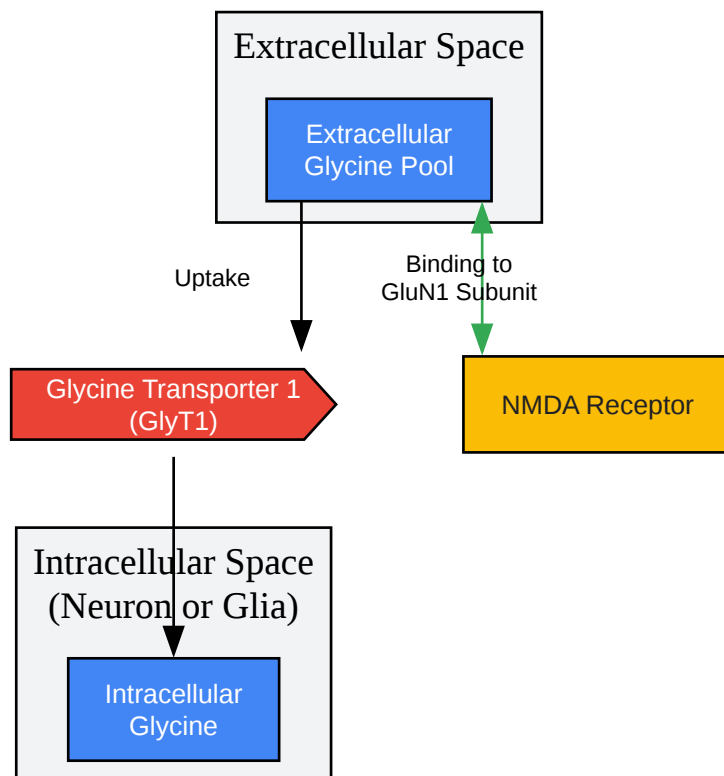 Extracellular Space
Extracellular
Glycine Pool
Uptake
Binding to
GluN1 Subunit
Glycine Transporter 1
(GlyT1)
NMDA Receptor
Intracellular Space
(Neuron or Glia)
Intracellular
Glycine